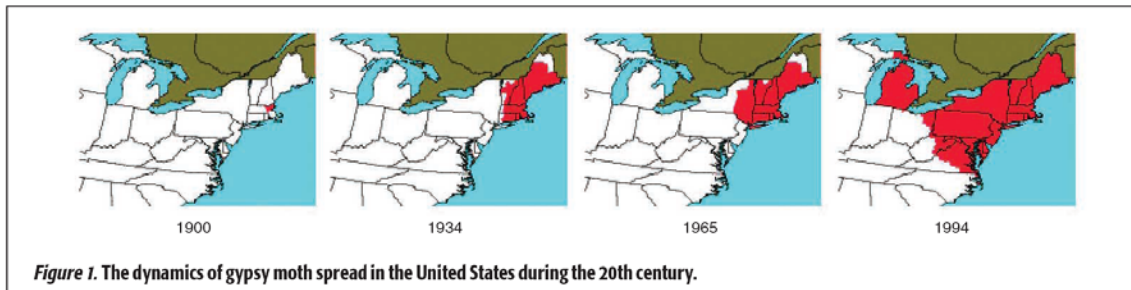 1900 1934 1965 1994
Figure 1. The dynamics of gypsy moth spread in the United States during the 20th century.